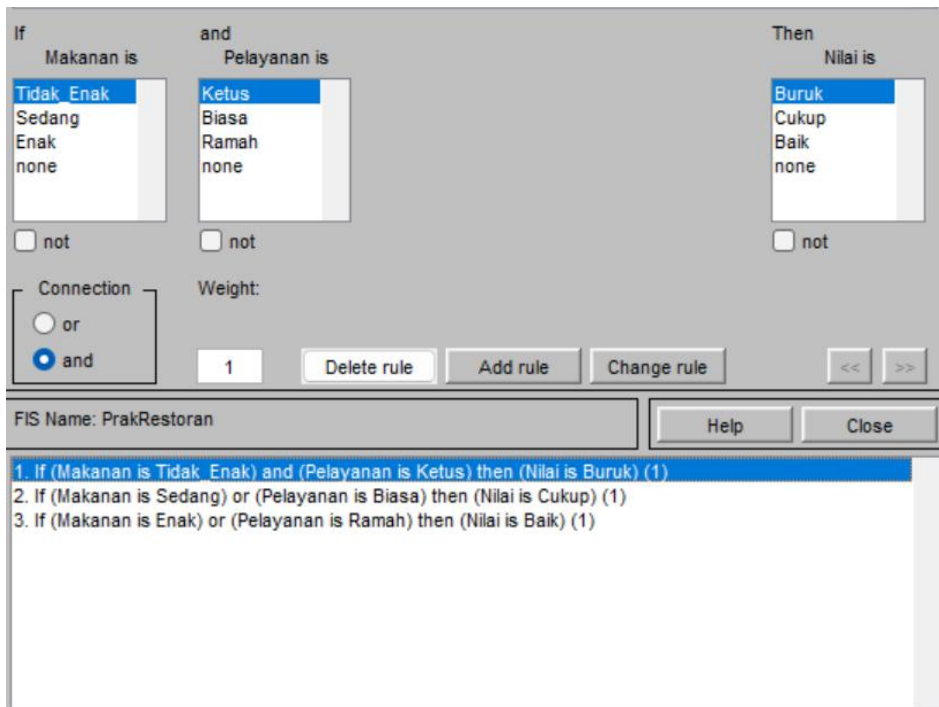 If and Then
Makanan is Pelayanan is Nilai is
Tidak_Enak Ketus Buruk
Sedang Biasa Cukup
Enak Ramah Baik
none none none
not not not
Connection Weight:
or
and 1 Delete rule Add rule Change rule << >>
FIS Name: PrakRestoran Help Close
1. If (Makanan is Tidak_Enak) and (Pelayanan is Ketus) then (Nilai is Buruk) (1)
2. If (Makanan is Sedang) or (Pelayanan is Biasa) then (Nilai is Cukup) (1)
3. If (Makanan is Enak) or (Pelayanan is Ramah) then (Nilai is Baik) (1)